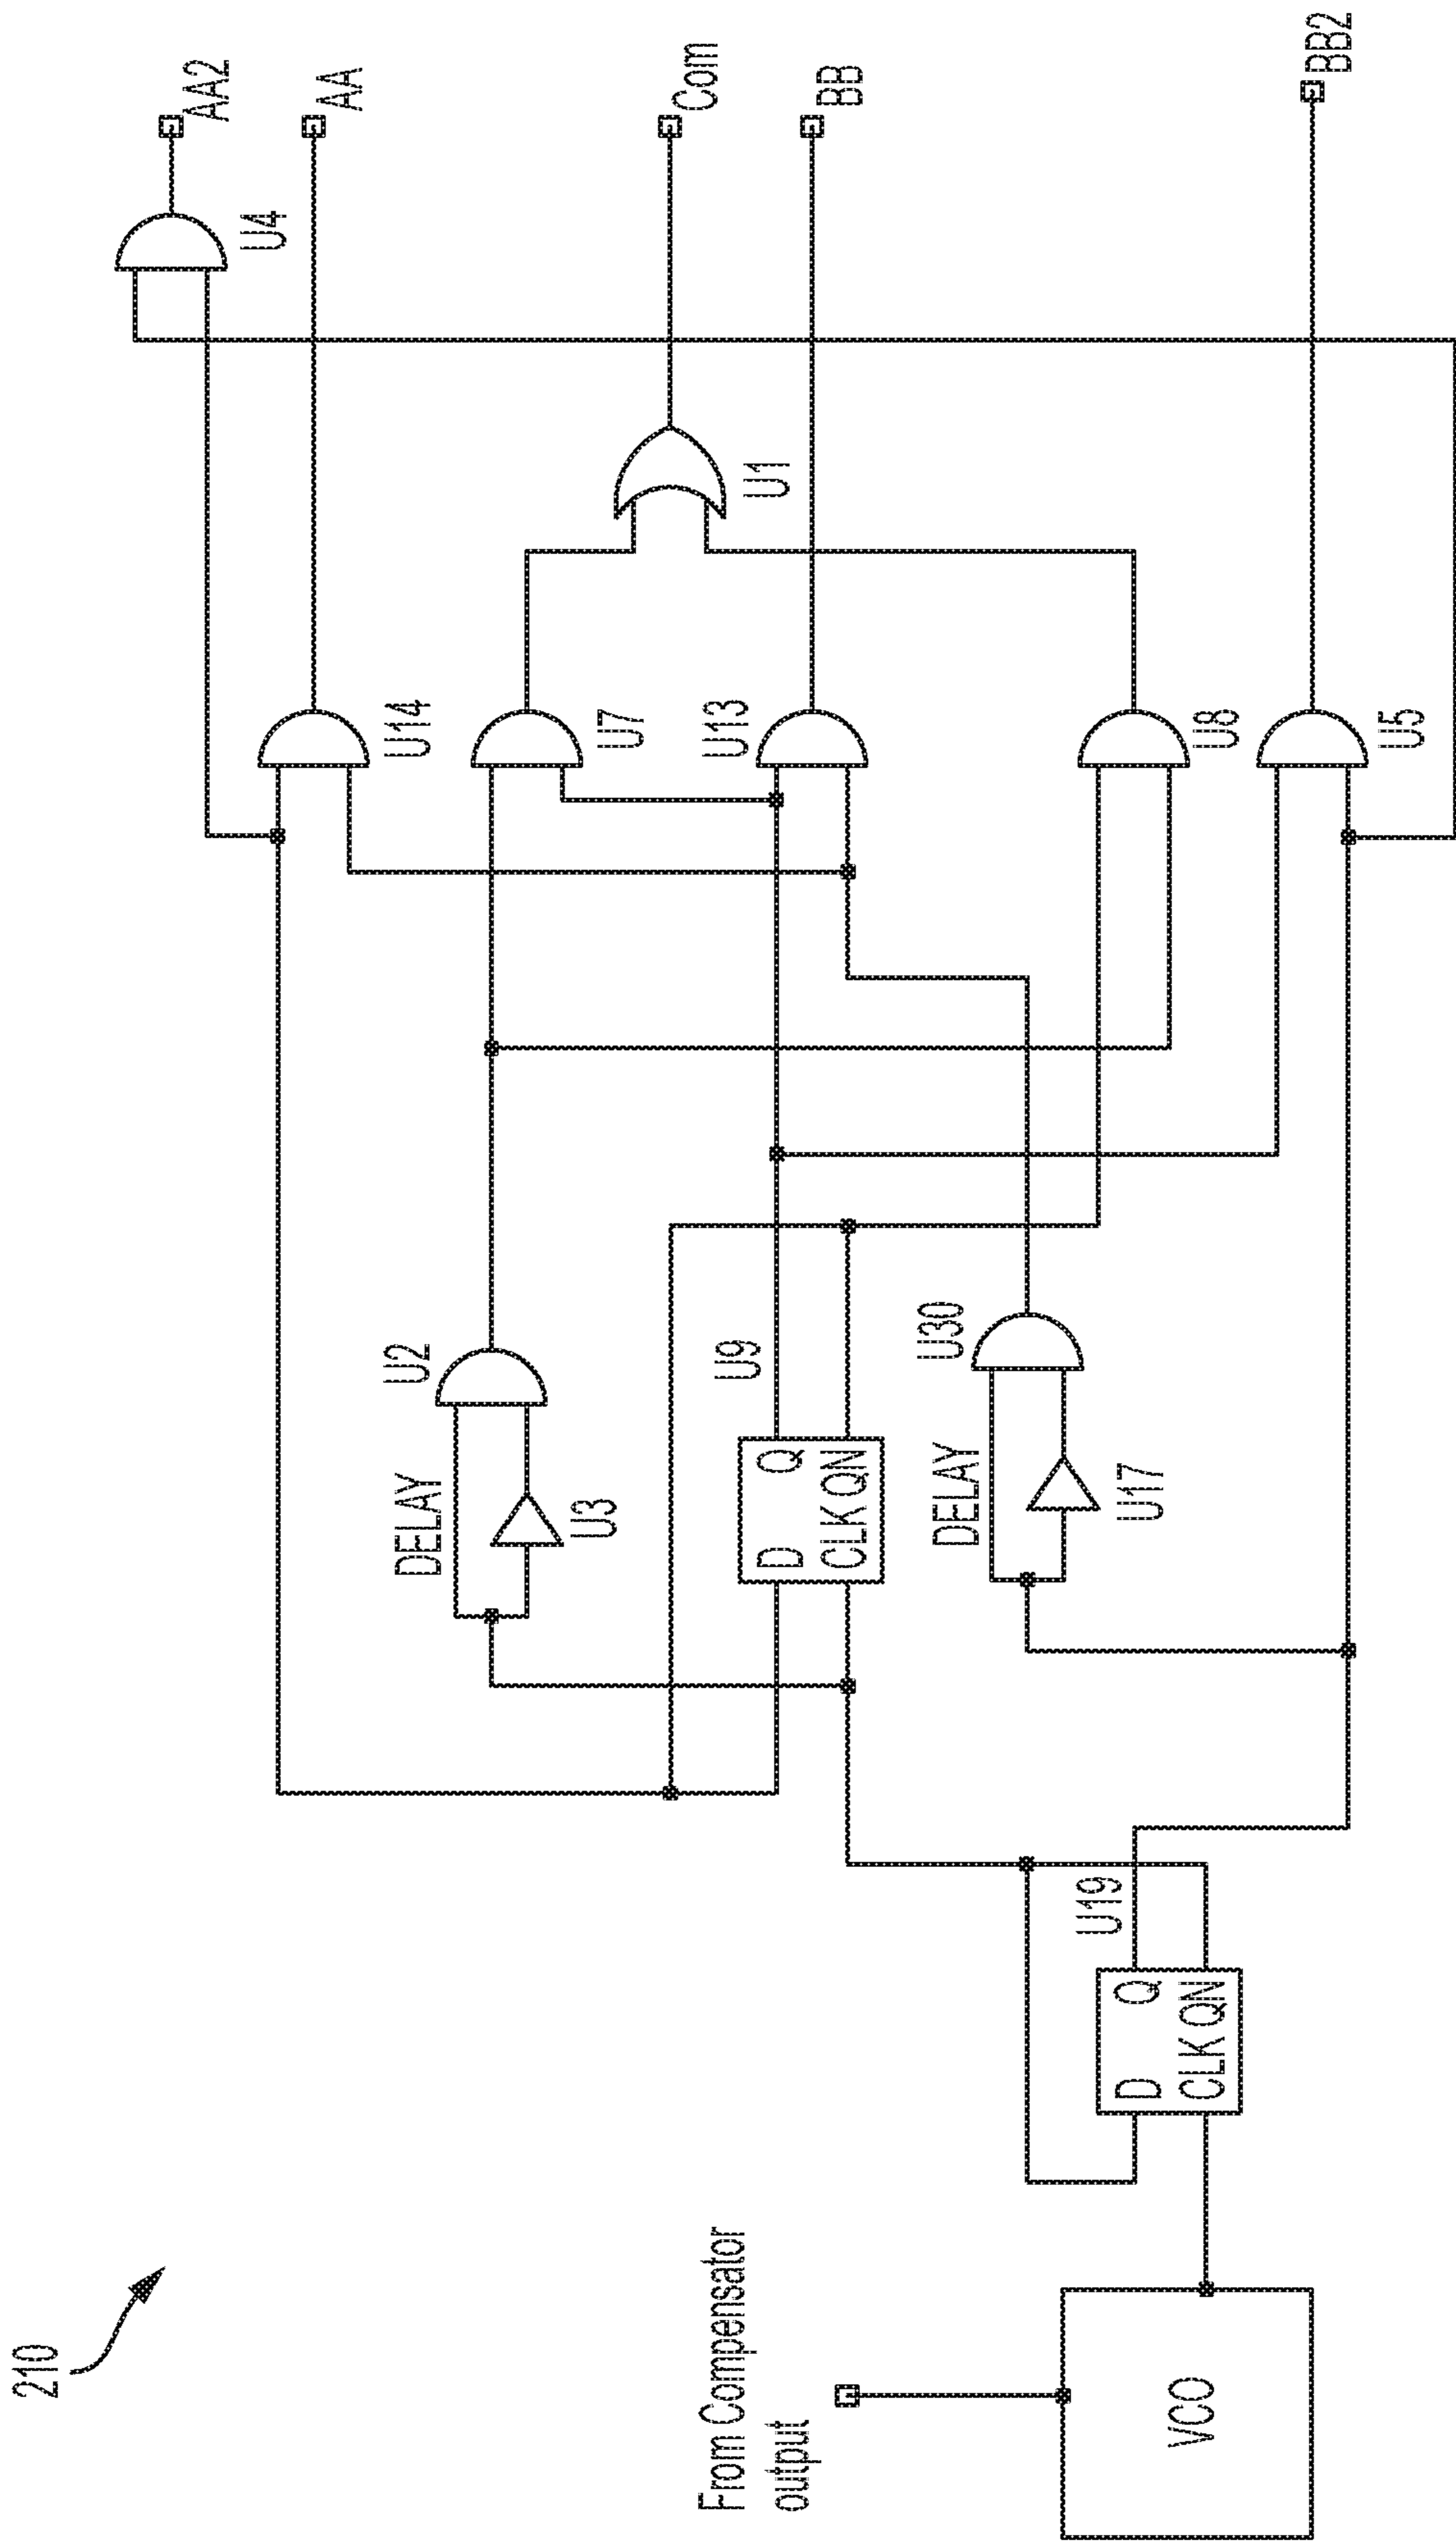 210
From Compensator
output
VCO
D Q
CLK QN
U19
DELAY
U3
U2
D Q
CLK QN
U9
DELAY
U17
U30
U14
U7
U13
U8
U5
U1
U4
AA2
AA
Com
BB
BB2